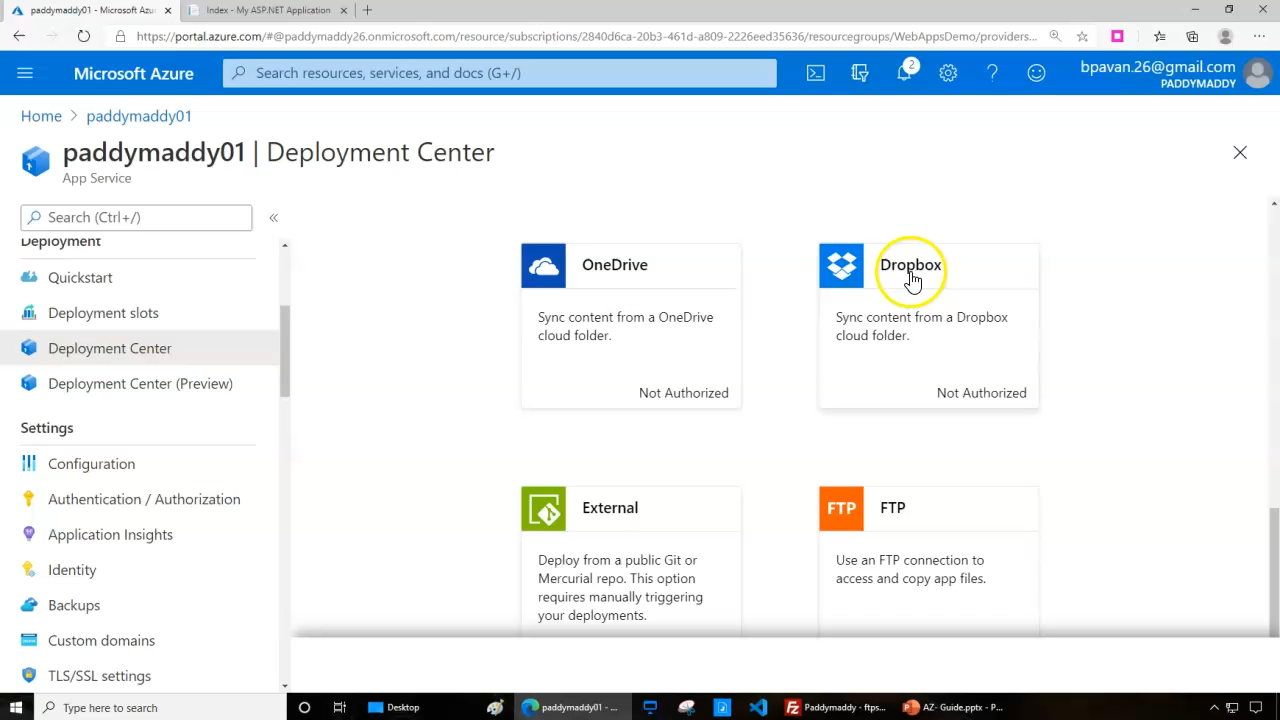 paddymaddy01 - Microsoft Azure
Index - My ASP.NET Application
https://portal.azure.com/#@paddymaddy26.onmicrosoft.com/resource/subscriptions/2840d6ca-20b3-461d-a809-2226eed35636/resourcegroups/WebAppsDemo/providers...
Microsoft Azure
Search resources, services, and docs (G+/)
2
bpavan.26@gmail.com
PADDYMADDY
Home > paddymaddy01
paddymaddy01 | Deployment Center
App Service
Search (Ctrl+/)
«
Deployment
Quickstart
Deployment slots
Deployment Center
Deployment Center (Preview)
Settings
Configuration
Authentication / Authorization
Application Insights
Identity
Backups
Custom domains
TLS/SSL settings
OneDrive
Sync content from a OneDrive
cloud folder.
Not Authorized
Dropbox
Sync content from a Dropbox
cloud folder.
Not Authorized
External
Deploy from a public Git or
Mercurial repo. This option
requires manually triggering
your deployments.
FTP
FTP
Use an FTP connection to
access and copy app files.
Type here to search
Desktop
paddymaddy01 - ...
Paddymaddy - ftps...
AZ- Guide.pptx - P...